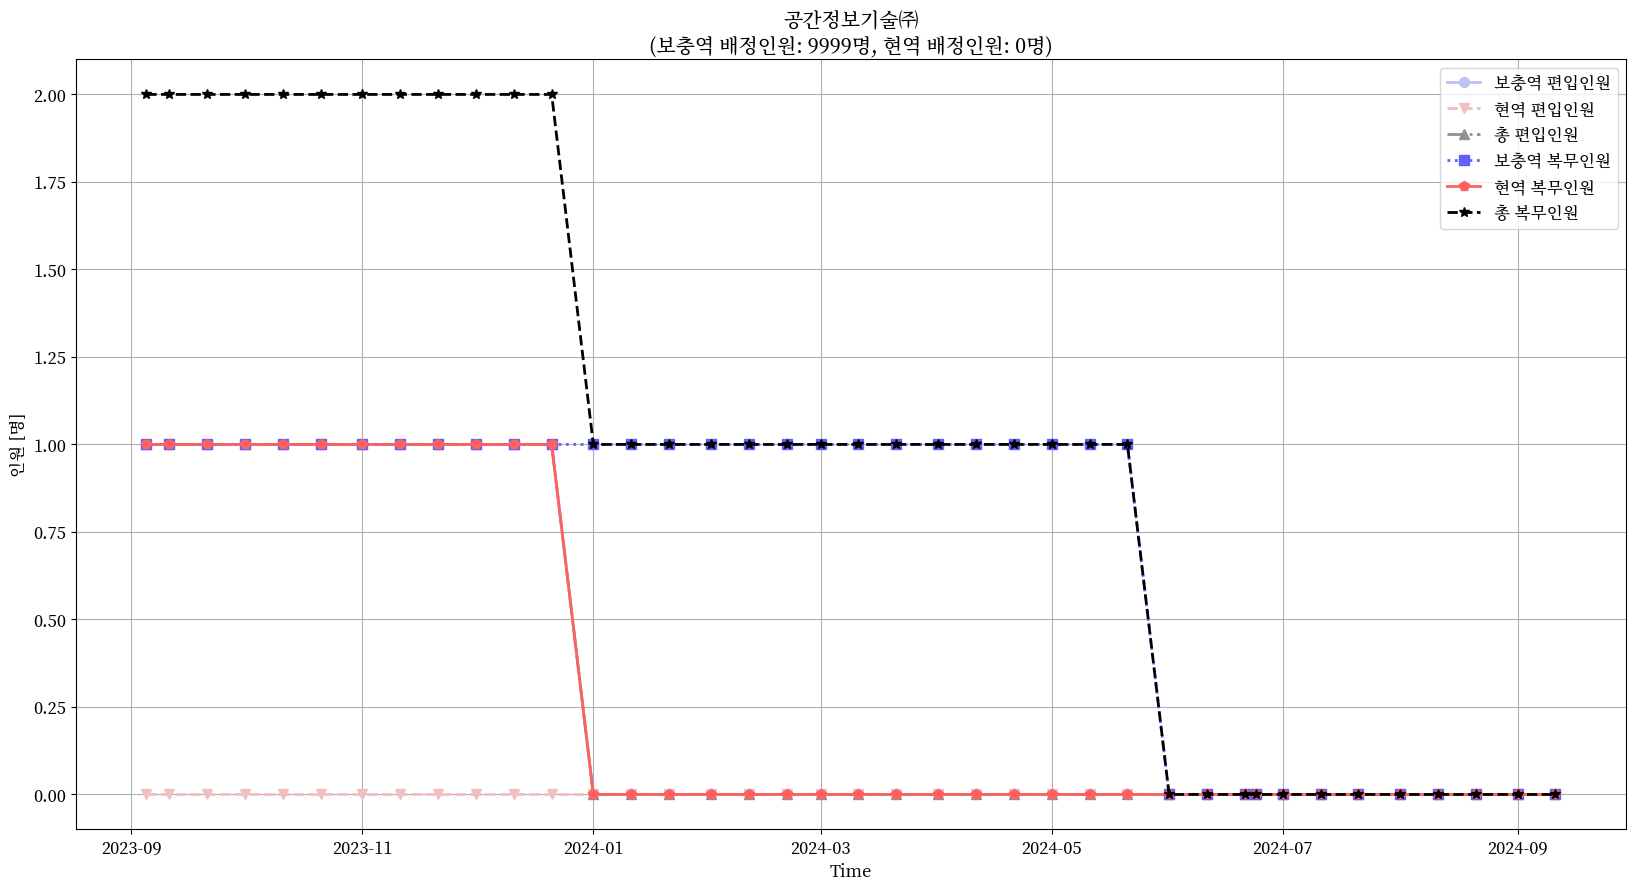 공간정보기술㈜
(보충역 배정인원: 9999명, 현역 배정인원: 0명)
보충역 편입인원
현역 편입인원
총 편입인원
보충역 복무인원
현역 복무인원
총 복무인원
인원 [명]
2.00
1.75
1.50
1.25
1.00
0.75
0.50
0.25
0.00
2023-09
2023-11
2024-01
2024-03
2024-05
2024-07
2024-09
Time